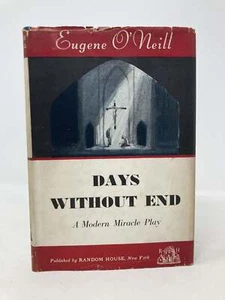 Eugene O'Neill
DAYS
WITHOUT END
A Modern Miracle Play
Published by RANDOM HOUSE, New York